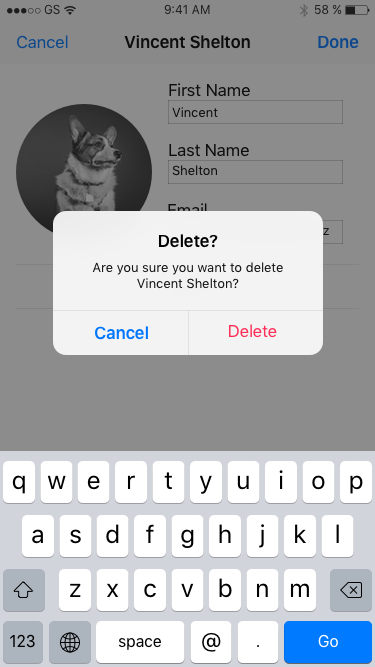 GS 9:41 AM 58 %
Cancel Vincent Shelton Done
First Name
Vincent
Last Name
Shelton
Email
z
Delete?
Are you sure you want to delete
Vincent Shelton?
Cancel Delete
q w e r t y u i o p
a s d f g h j k l
z x c v b n m
123 space @ . Go